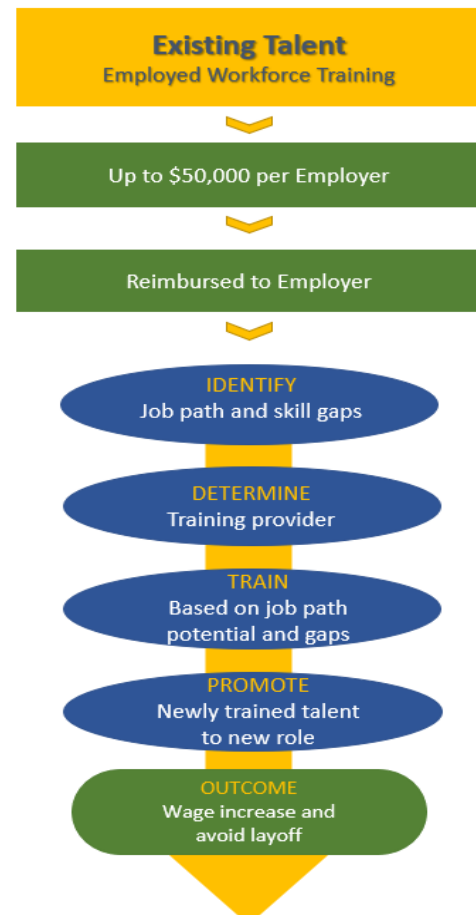 Existing Talent
Employed Workforce Training
Up to $50,000 per Employer
Reimbursed to Employer
IDENTIFY
Job path and skill gaps
DETERMINE
Training provider
TRAIN
Based on job path
potential and gaps
PROMOTE
Newly trained talent
to new role
OUTCOME
Wage increase and
avoid layoff